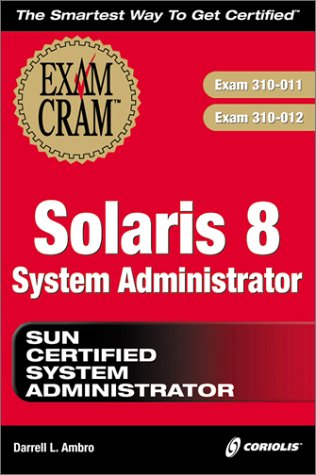 The Smartest Way To Get Certified™
EXAM
CRAM™
Exam 310-011
Exam 310-012
Solaris 8
System Administrator
SUN
CERTIFIED
SYSTEM
ADMINISTRATOR
Darrell L. Ambro
CORIOLIS™